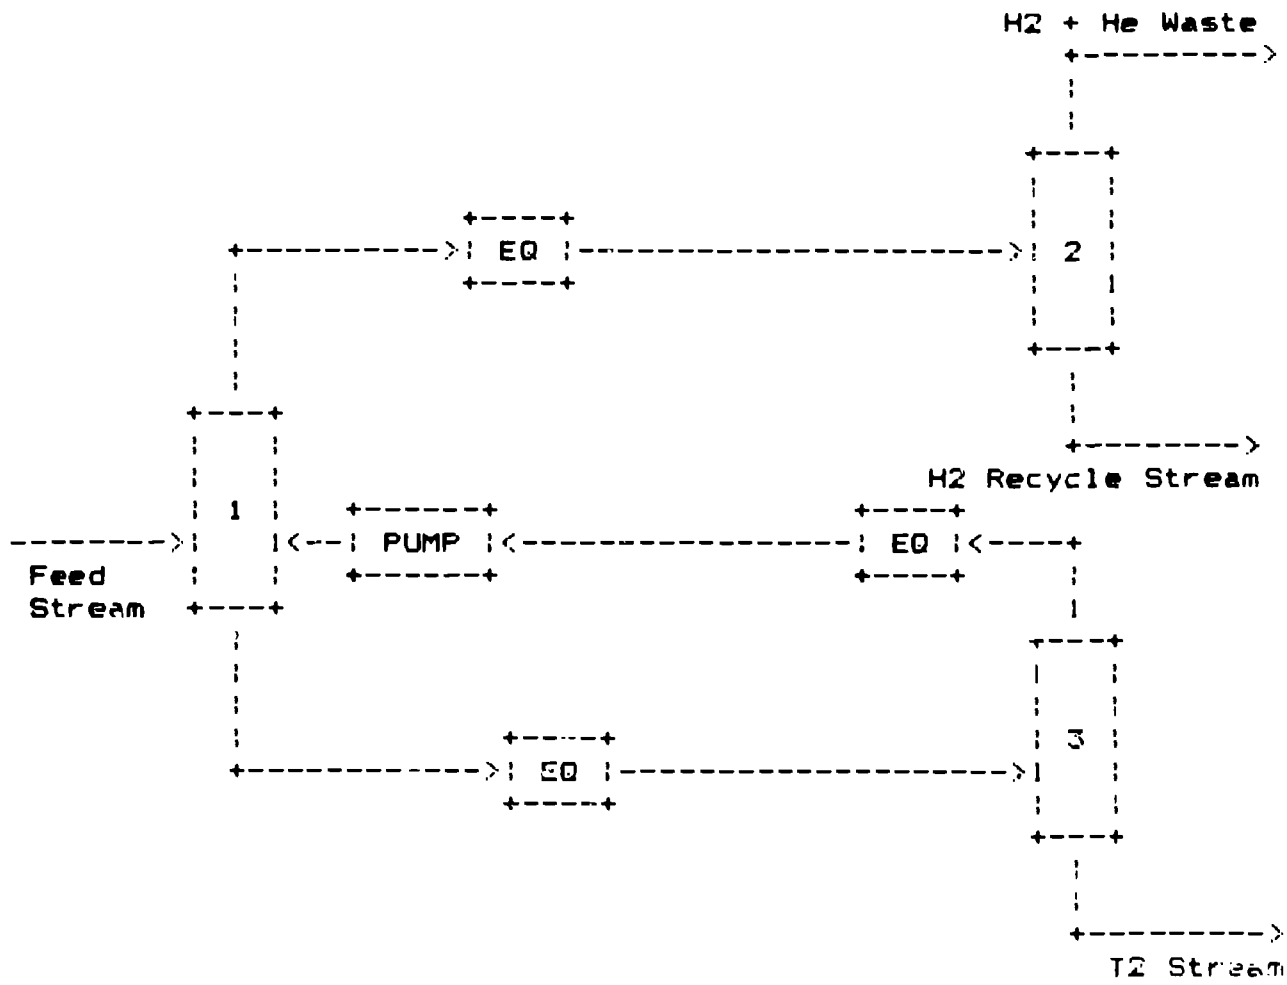 H2 + He Waste
EQ
2
1
H2 Recycle Stream
PUMP
EQ
Feed
Stream
3
EQ
T2 Stream